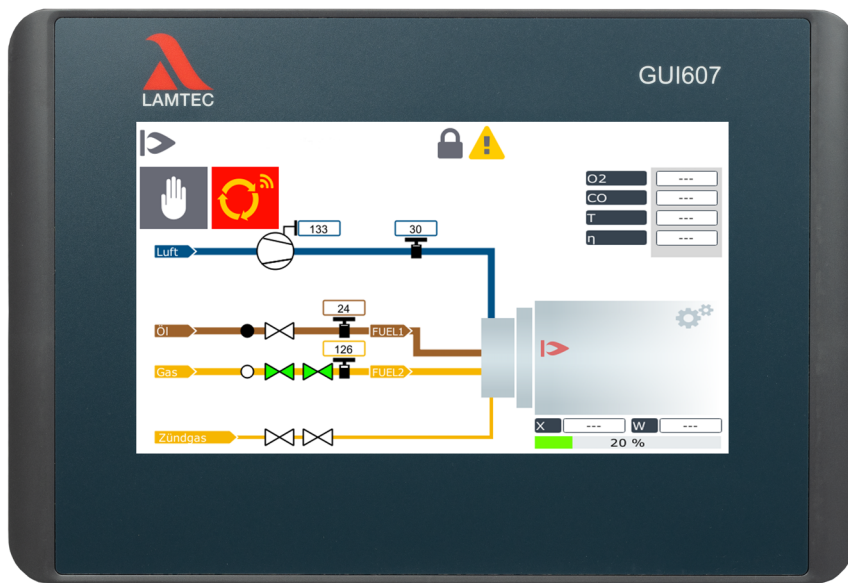 LAMTEC
GUI607
O2 ---
CO ---
T ---
η ---
133
30
Luft
24
Öl
FUEL1
126
Gas
FUEL2
Zündgas
X --- W ---
20 %